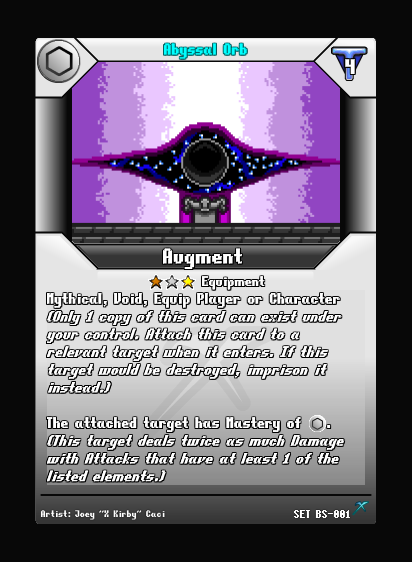 Abyssal Orb
4
Augment
Equipment
Mythical, Void, Equip Player or Character
(Only 1 copy of this card can exist under
your control. Attach this card to a
relevant target when it enters. If this
target would be destroyed, imprison it
instead.)
The attached target has Mastery of .
(This target deals twice as much Damage
with Attacks that have at least 1 of the
listed elements.)
Artist: Joey "X Kirby" Caci
SET BS-001